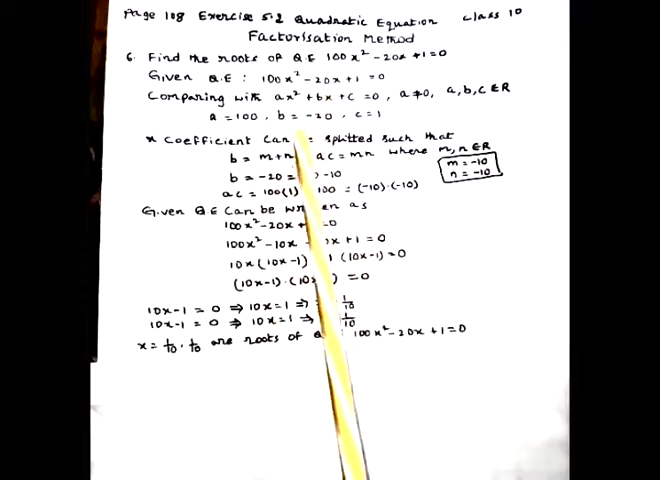 Page 108 Exercise 5.2 Quadratic Equation class 10
Factorisation Method
6. Find the roots of Q.E 100x² - 20x + 1 = 0
Given Q.E : 100x² - 20x + 1 = 0
Comparing with ax² + bx + c = 0, a ≠ 0, a, b, c ∈ R
a = 100, b = -20, c = 1
x coefficient can splitted such that
b = m+n ac = mn where m, n ∈ R
m = -10
n = -10
b = -20 = -10
ac = 100(1) 100 = (-10).(-10)
Given Q.E can be as
100x² - 20x + = 0
100x² - 10x - x + 1 = 0
10x(10x-1) 1 (10x-1) = 0
(10x-1).(10x ) = 0
10x-1 = 0 ⇒ 10x = 1 ⇒ 1/10
10x-1 = 0 ⇒ 10x = 1 ⇒ 1/10
x = 1/10, 1/10 are roots of 100x² - 20x + 1 = 0